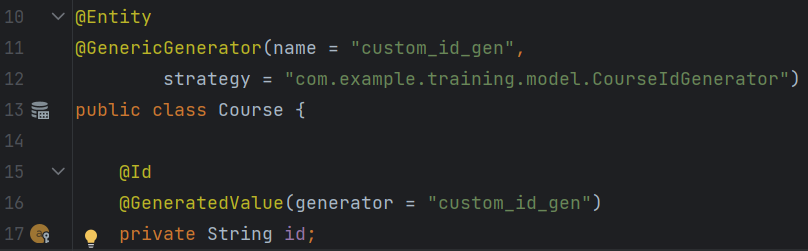 10 @Entity
11 @GenericGenerator(name = "custom_id_gen",
12 strategy = "com.example.training.model.CourseIdGenerator")
13 public class Course {
14
15 @Id
16 @GeneratedValue(generator = "custom_id_gen")
17 private String id;